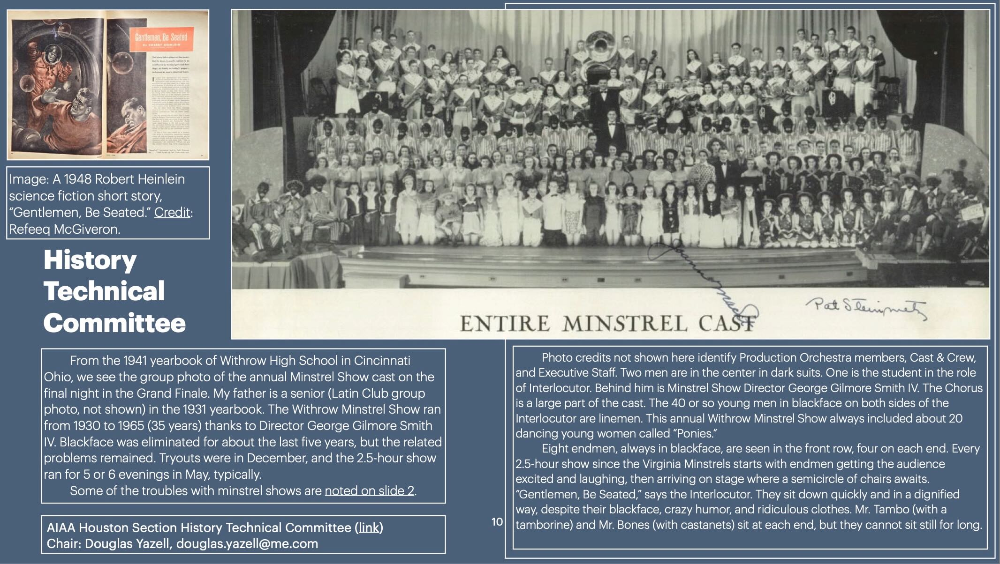 Gentlemen, Be Seated
By ROBERT HEINLEIN
Image: A 1948 Robert Heinlein
science fiction short story,
“Gentlemen, Be Seated.” Credit:
Refeeq McGiveron.
History
Technical
Committee
Joann Mack
Pat Steinmetz
ENTIRE MINSTREL CAST
From the 1941 yearbook of Withrow High School in Cincinnati
Ohio, we see the group photo of the annual Minstrel Show cast on the
final night in the Grand Finale. My father is a senior (Latin Club group
photo, not shown) in the 1931 yearbook. The Withrow Minstrel Show ran
from 1930 to 1965 (35 years) thanks to Director George Gilmore Smith
IV. Blackface was eliminated for about the last five years, but the related
problems remained. Tryouts were in December, and the 2.5-hour show
ran for 5 or 6 evenings in May, typically.
Some of the troubles with minstrel shows are noted on slide 2.
AIAA Houston Section History Technical Committee (link)
Chair: Douglas Yazell, douglas.yazell@me.com
10
Photo credits not shown here identify Production Orchestra members, Cast & Crew,
and Executive Staff. Two men are in the center in dark suits. One is the student in the role
of Interlocutor. Behind him is Minstrel Show Director George Gilmore Smith IV. The Chorus
is a large part of the cast. The 40 or so young men in blackface on both sides of the
Interlocutor are linemen. This annual Withrow Minstrel Show always included about 20
dancing young women called “Ponies.”
Eight endmen, always in blackface, are seen in the front row, four on each end. Every
2.5-hour show since the Virginia Minstrels starts with endmen getting the audience
excited and laughing, then arriving on stage where a semicircle of chairs awaits.
“Gentlemen, Be Seated,” says the Interlocutor. They sit down quickly and in a dignified
way, despite their blackface, crazy humor, and ridiculous clothes. Mr. Tambo (with a
tamborine) and Mr. Bones (with castanets) sit at each end, but they cannot sit still for long.